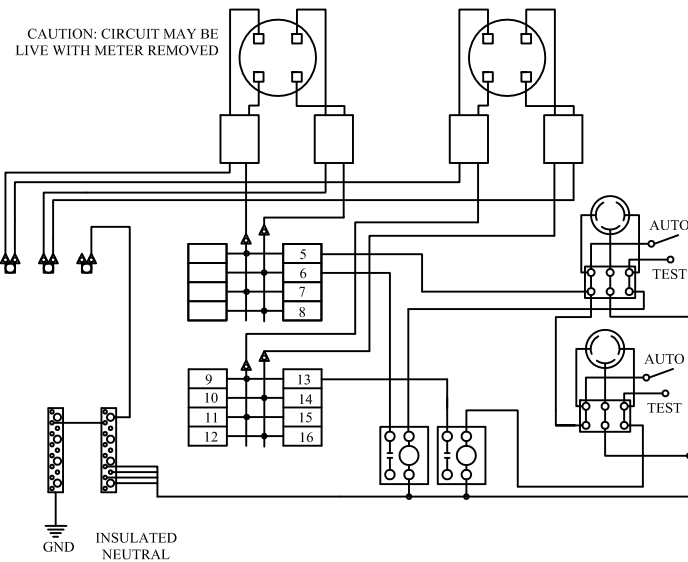 CAUTION: CIRCUIT MAY BE
LIVE WITH METER REMOVED
AUTO
TEST
5
6
7
8
AUTO
TEST
9
10
11
12
13
14
15
16
GND
INSULATED
NEUTRAL